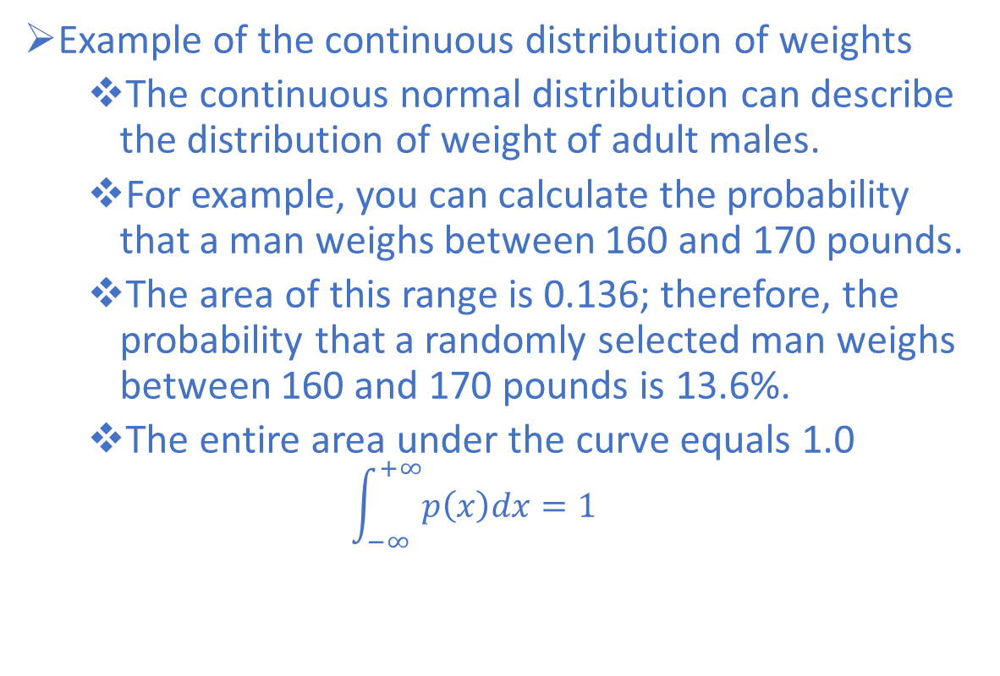 ➢Example of the continuous distribution of weights
❖The continuous normal distribution can describe
the distribution of weight of adult males.
❖For example, you can calculate the probability
that a man weighs between 160 and 170 pounds.
❖The area of this range is 0.136; therefore, the
probability that a randomly selected man weighs
between 160 and 170 pounds is 13.6%.
❖The entire area under the curve equals 1.0
∫_{−∞}^{+∞} p(x)dx = 1